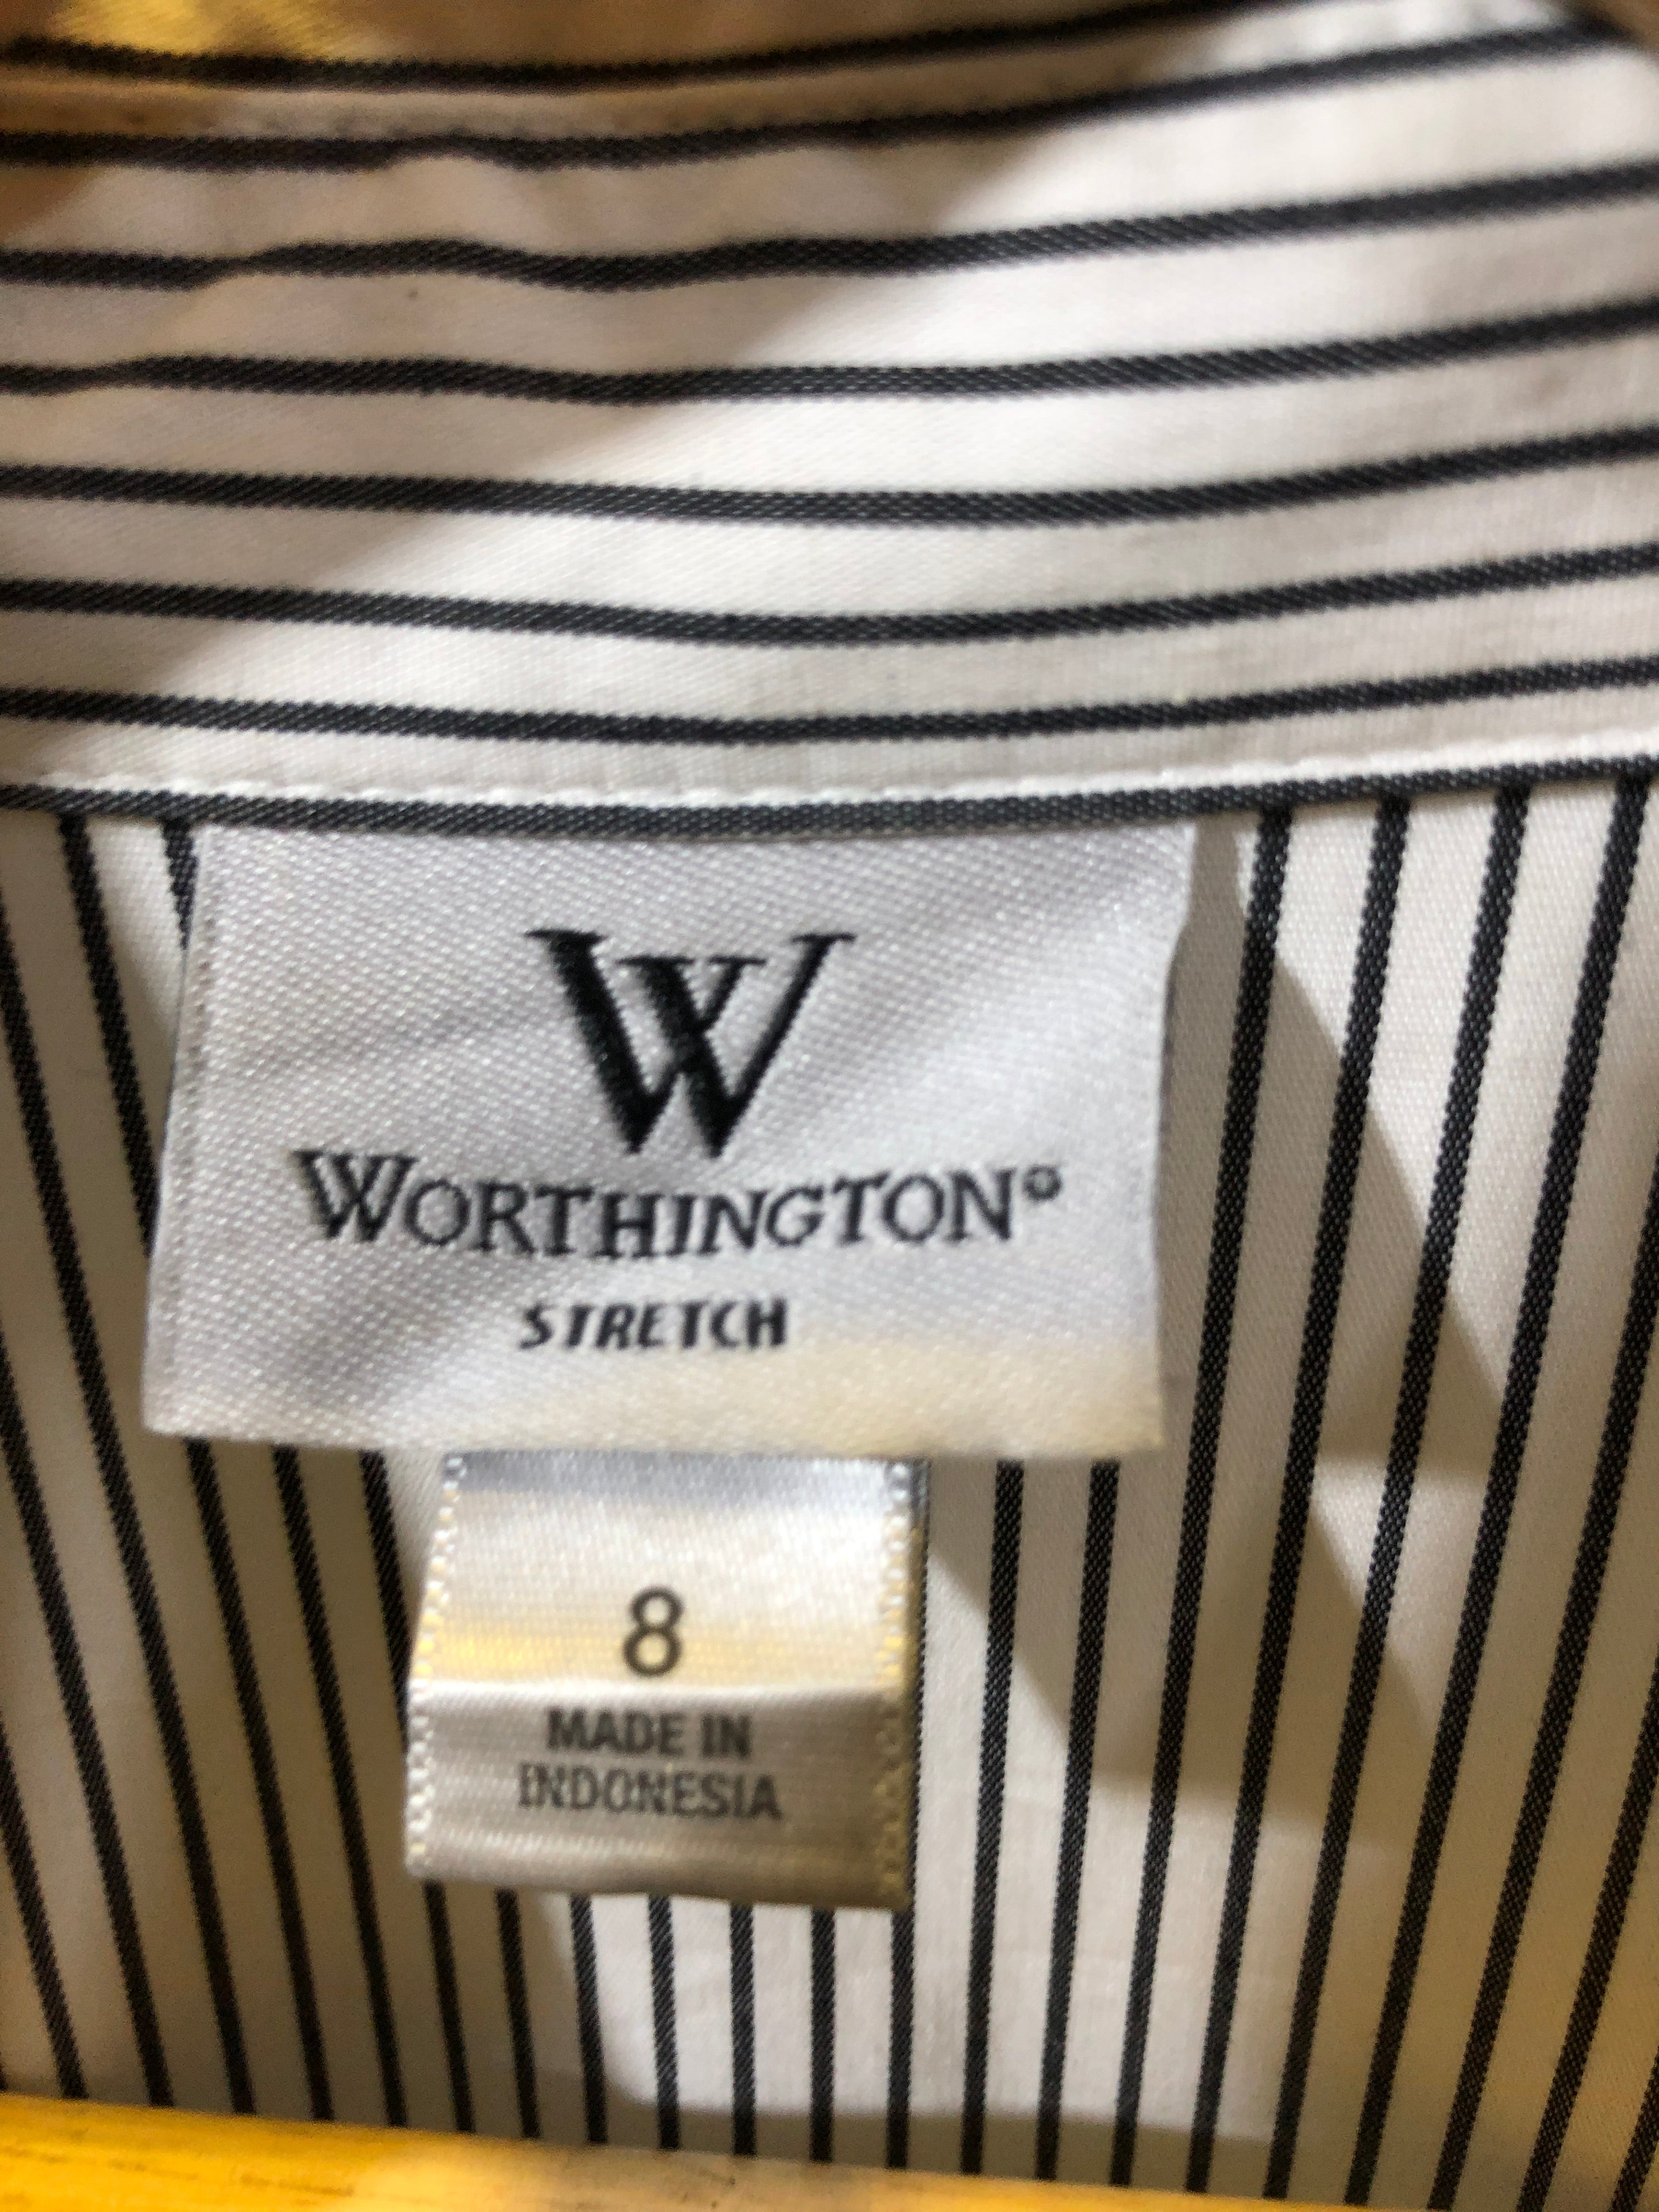 W
WORTHINGTON®
STRETCH
8
MADE IN
INDONESIA